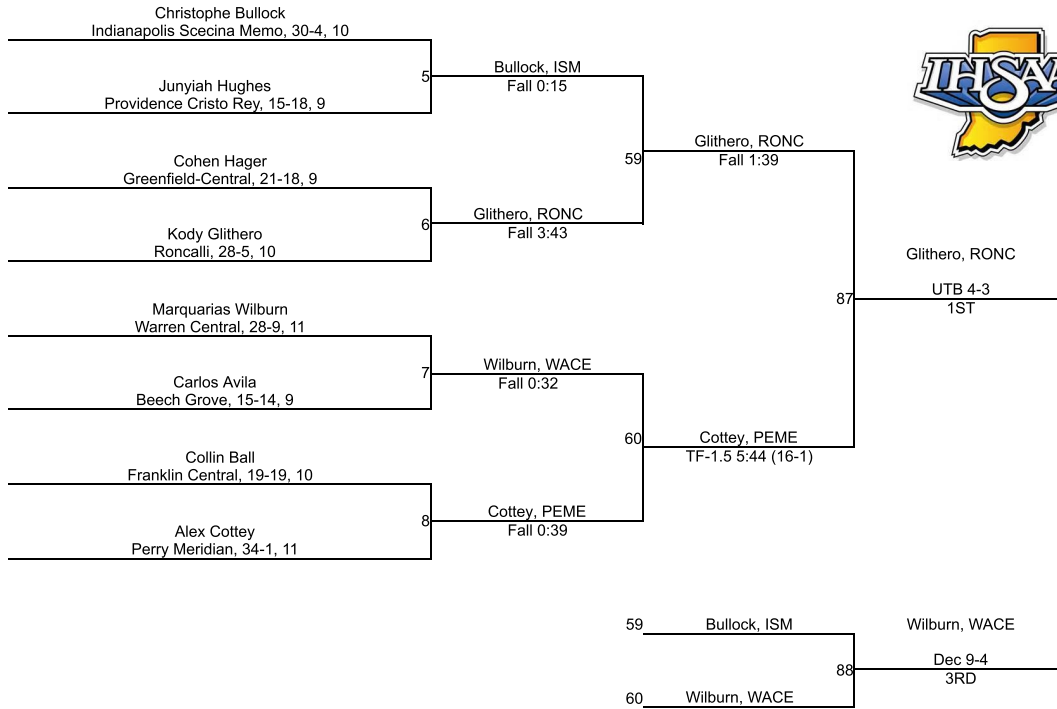 Christophe Bullock
Indianapolis Scecina Memo, 30-4, 10
5
Bullock, ISM
Fall 0:15
Junyiah Hughes
Providence Cristo Rey, 15-18, 9
IHSAA
59
Glithero, RONC
Fall 1:39
Cohen Hager
Greenfield-Central, 21-18, 9
6
Glithero, RONC
Fall 3:43
Kody Glithero
Roncalli, 28-5, 10
87
Glithero, RONC
UTB 4-3
1ST
Marquarias Wilburn
Warren Central, 28-9, 11
7
Wilburn, WACE
Fall 0:32
Carlos Avila
Beech Grove, 15-14, 9
60
Cottey, PEME
TF-1.5 5:44 (16-1)
Collin Ball
Franklin Central, 19-19, 10
8
Cottey, PEME
Fall 0:39
Alex Cottey
Perry Meridian, 34-1, 11
59
Bullock, ISM
88
Wilburn, WACE
Dec 9-4
3RD
60
Wilburn, WACE